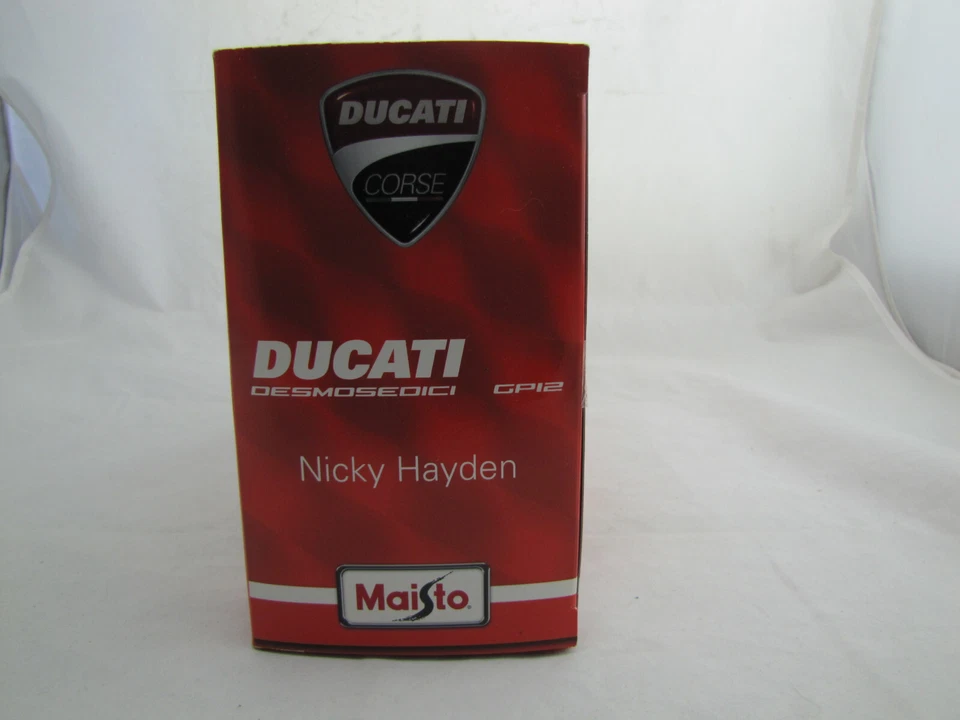 DUCATI
CORSE
DUCATI
DESMOSEDICI GP12
Nicky Hayden
Maisto